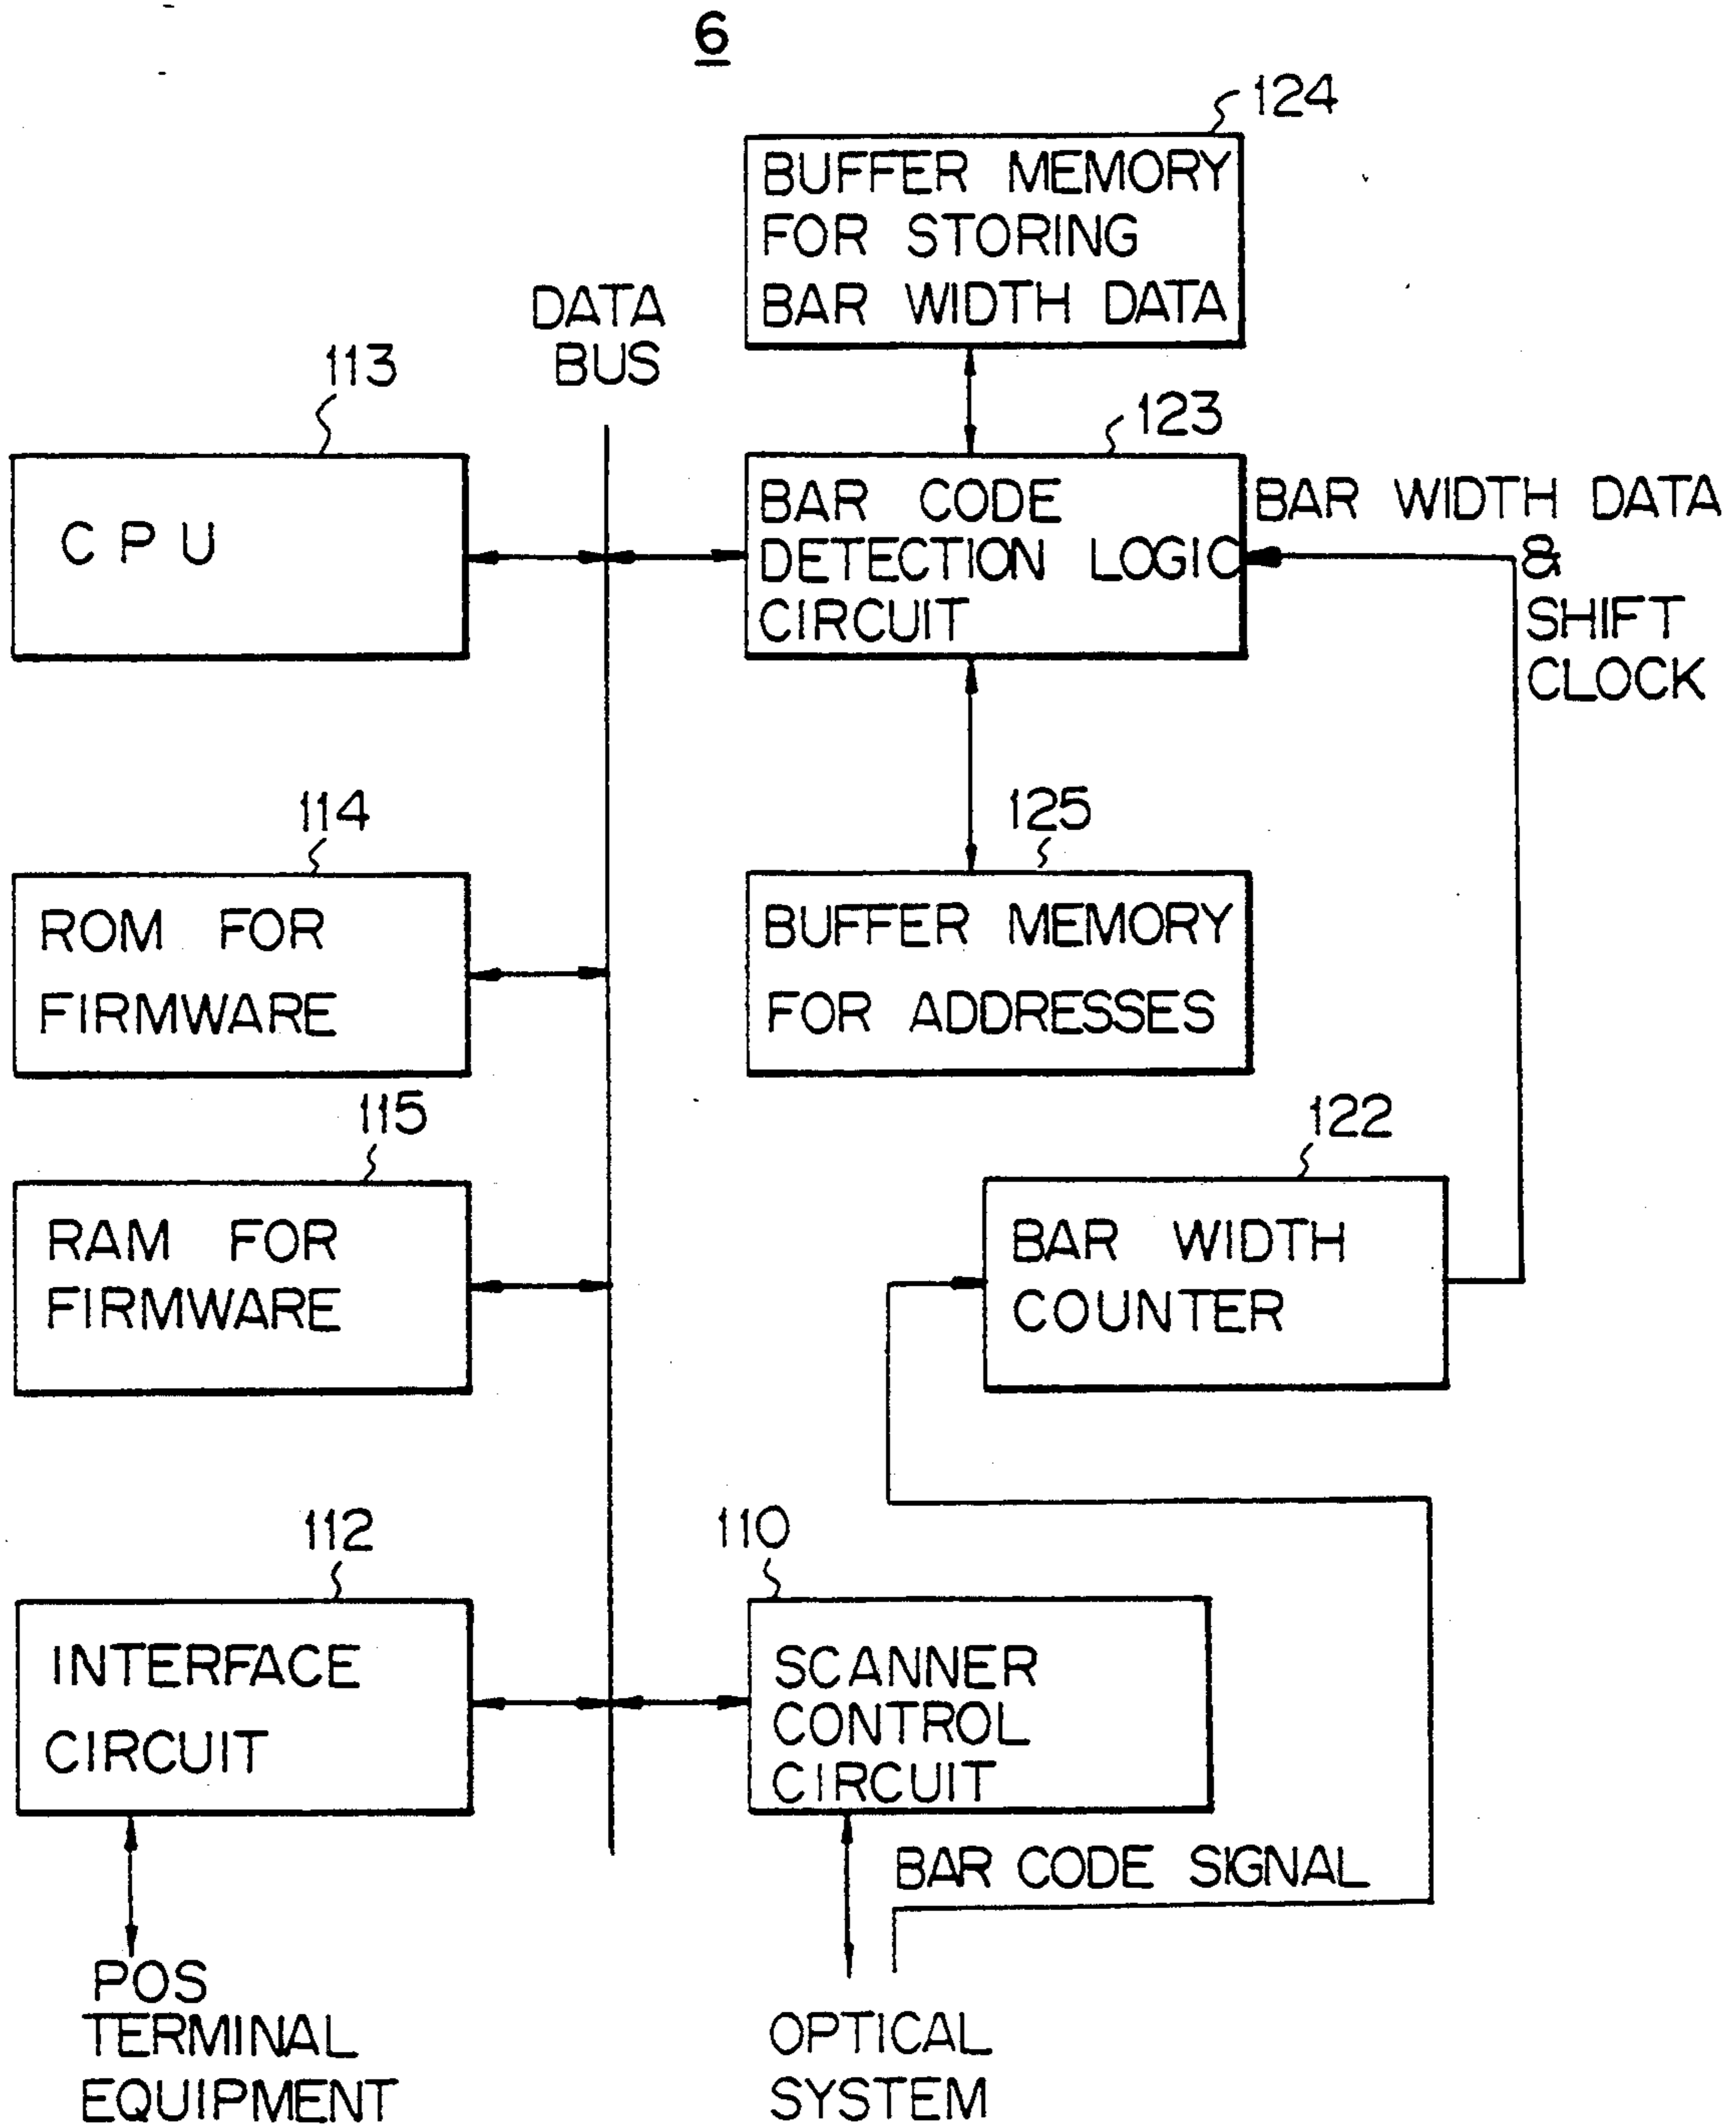 6
124
BUFFER MEMORY
FOR STORING
BAR WIDTH DATA
DATA
BUS
113
CPU
123
BAR CODE
DETECTION LOGIC
CIRCUIT
BAR WIDTH DATA
&
SHIFT
CLOCK
114
ROM FOR
FIRMWARE
125
BUFFER MEMORY
FOR ADDRESSES
115
RAM FOR
FIRMWARE
122
BAR WIDTH
COUNTER
112
INTERFACE
CIRCUIT
110
SCANNER
CONTROL
CIRCUIT
BAR CODE SIGNAL
POS
TERMINAL
EQUIPMENT
OPTICAL
SYSTEM